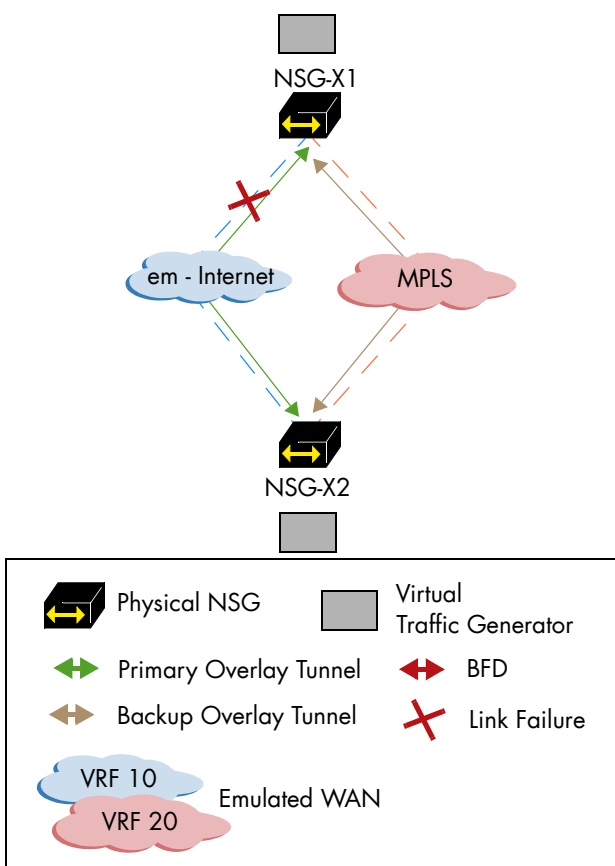 NSG-X1
em - Internet
MPLS
NSG-X2
Physical NSG
Virtual
Traffic Generator
Primary Overlay Tunnel
BFD
Backup Overlay Tunnel
Link Failure
VRF 10
Emulated WAN
VRF 20